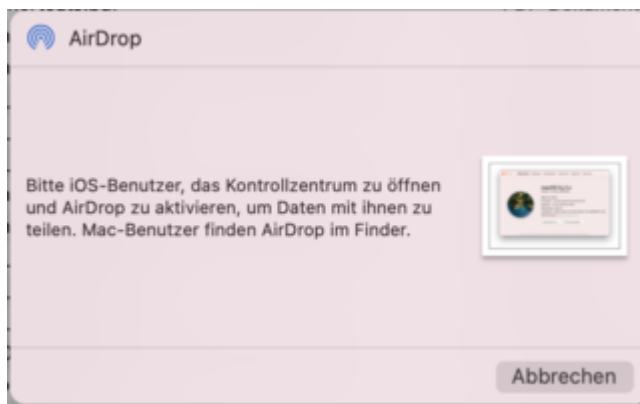 AirDrop
Bitte iOS-Benutzer, das Kontrollzentrum zu öffnen
und AirDrop zu aktivieren, um Daten mit ihnen zu
teilen. Mac-Benutzer finden AirDrop im Finder.
Abbrechen